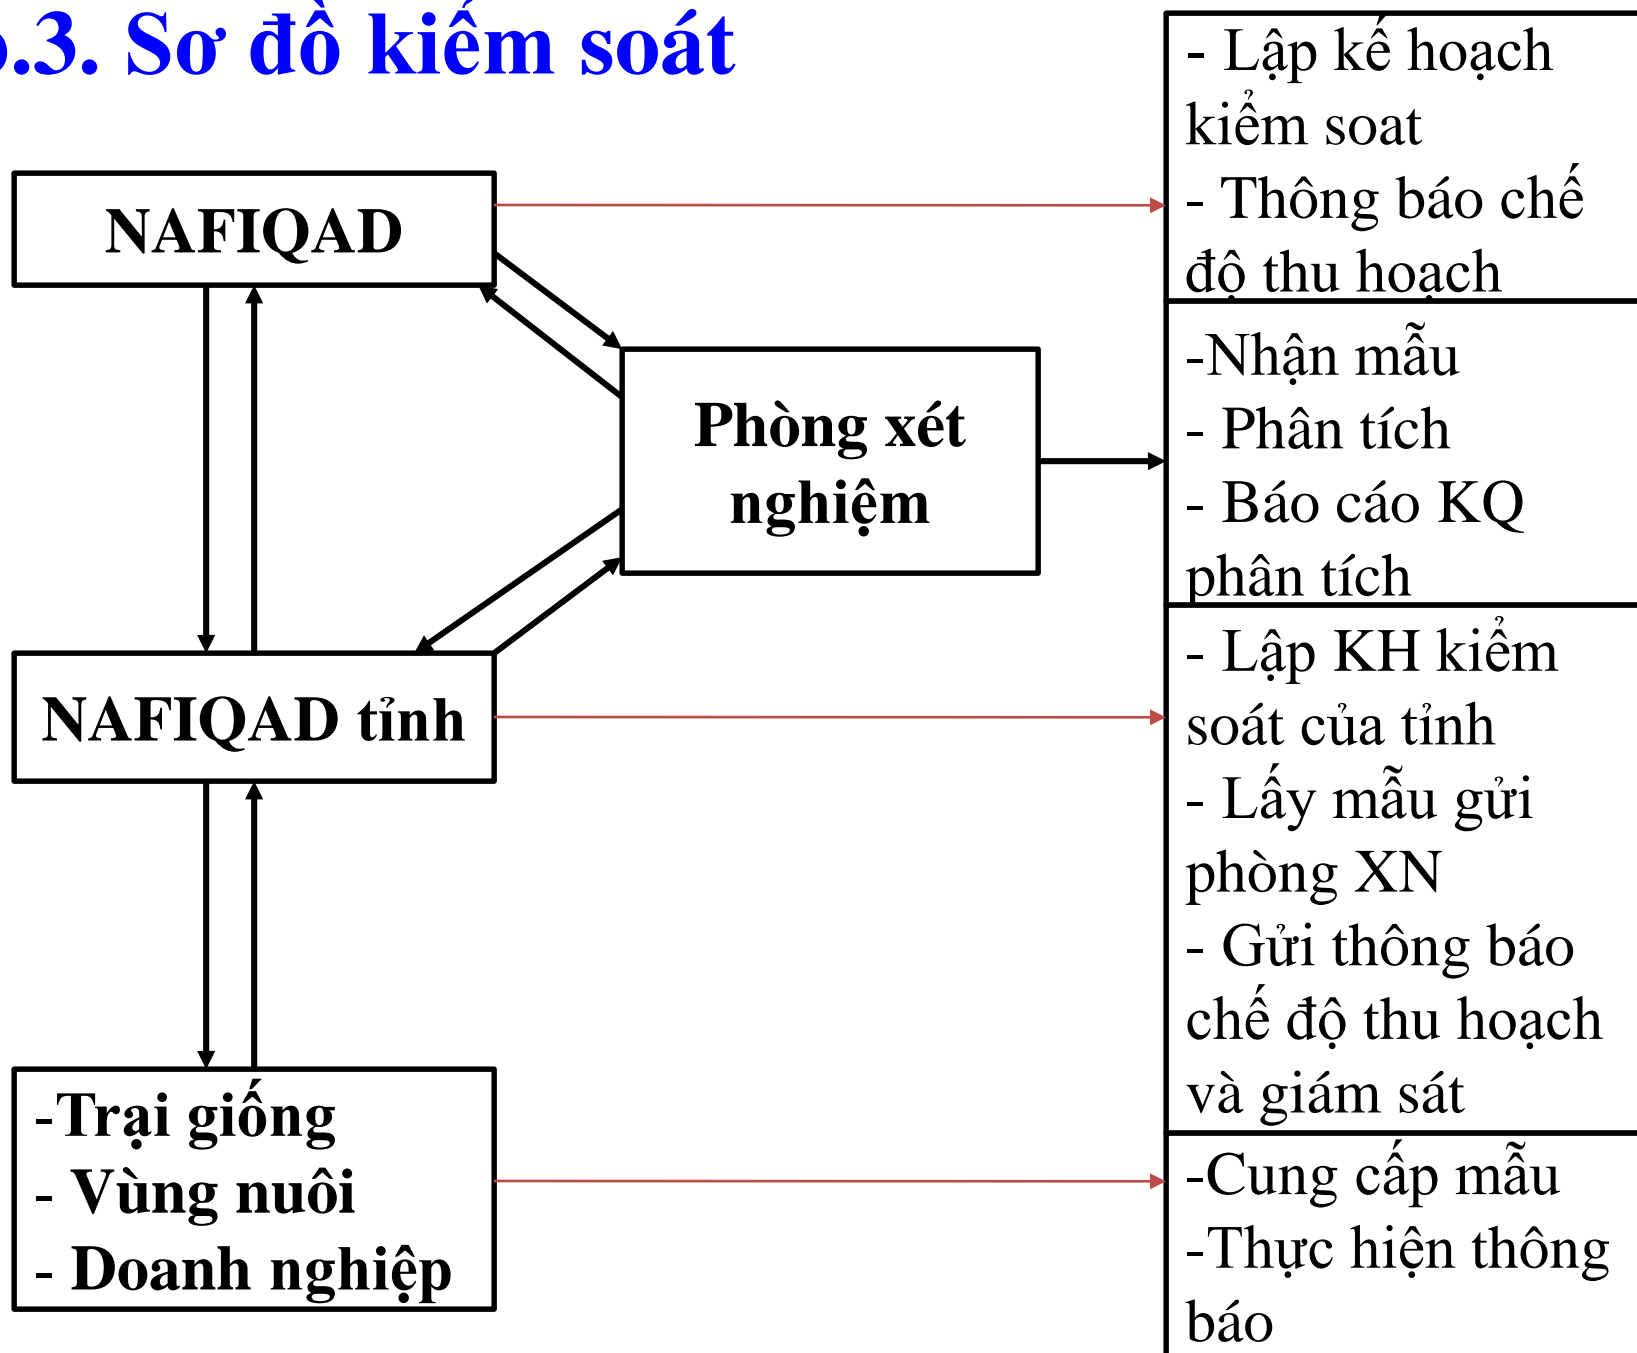 .3. Sơ đồ kiểm soát
NAFIQAD
Phòng xét
nghiệm
NAFIQAD tỉnh
-Trại giống
- Vùng nuôi
- Doanh nghiệp
- Lập kế hoạch
kiểm soat
- Thông báo chế
độ thu hoạch
-Nhận mẫu
- Phân tích
- Báo cáo KQ
phân tích
- Lập KH kiểm
soát của tỉnh
- Lấy mẫu gửi
phòng XN
- Gửi thông báo
chế độ thu hoạch
và giám sát
-Cung cấp mẫu
-Thực hiện thông
báo